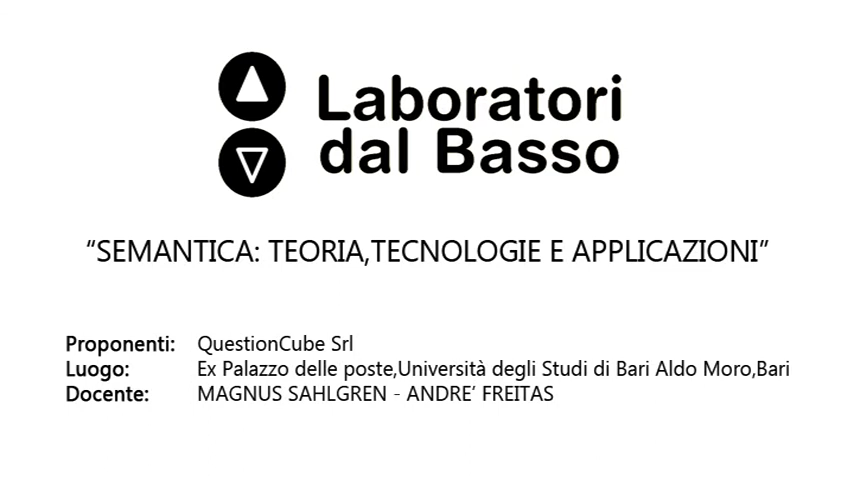 Laboratori
dal Basso
“SEMANTICA: TEORIA,TECNOLOGIE E APPLICAZIONI”
Proponenti: QuestionCube Srl
Luogo: Ex Palazzo delle poste,Università degli Studi di Bari Aldo Moro,Bari
Docente: MAGNUS SAHLGREN - ANDRE’ FREITAS